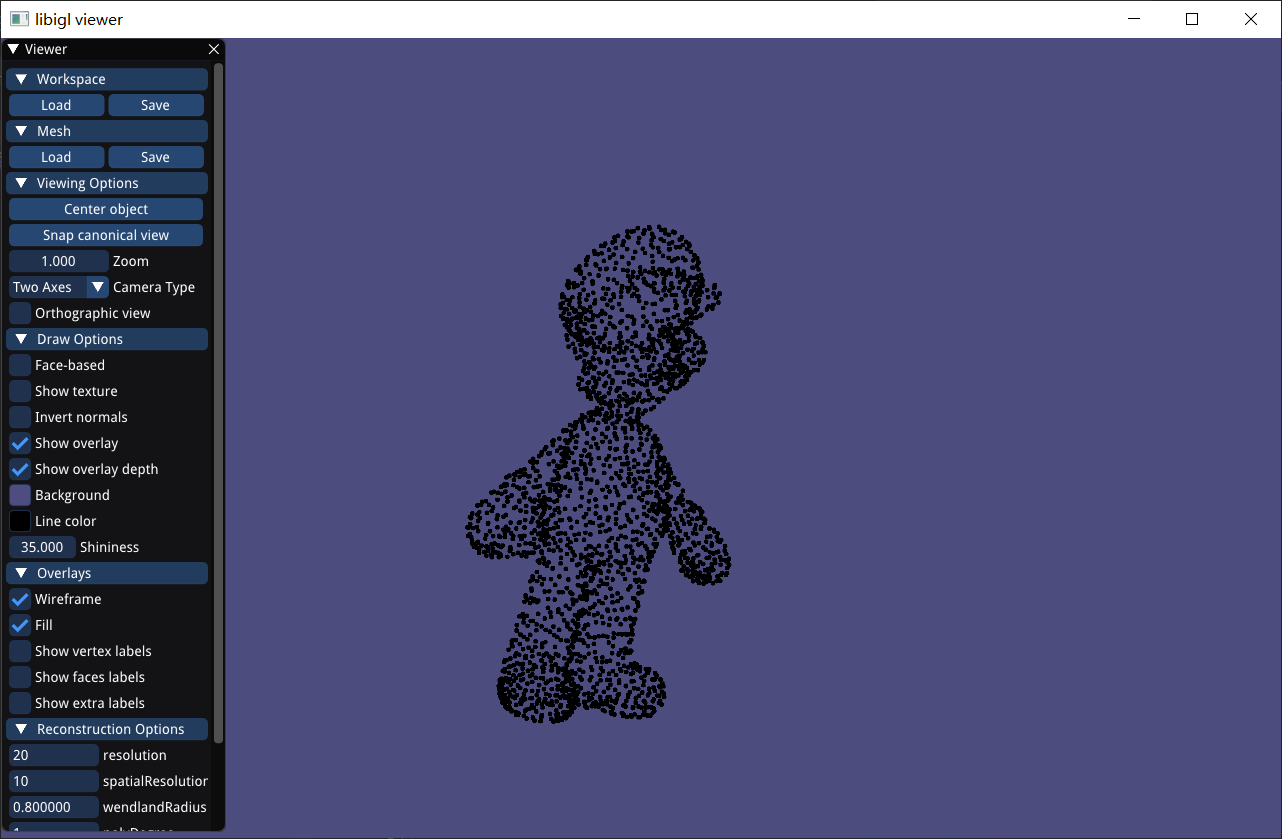 libigl viewer
Viewer
Workspace
Load Save
Mesh
Load Save
Viewing Options
Center object
Snap canonical view
1.000 Zoom
Two Axes Camera Type
Orthographic view
Draw Options
Face-based
Show texture
Invert normals
Show overlay
Show overlay depth
Background
Line color
35.000 Shininess
Overlays
Wireframe
Fill
Show vertex labels
Show faces labels
Show extra labels
Reconstruction Options
20 resolution
10 spatialResolution
0.800000 wendlandRadius